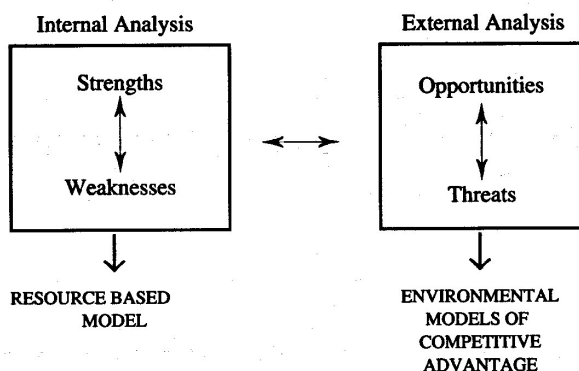 Internal Analysis
Strengths
Weaknesses
RESOURCE BASED
MODEL
External Analysis
Opportunities
Threats
ENVIRONMENTAL
MODELS OF
COMPETITIVE
ADVANTAGE